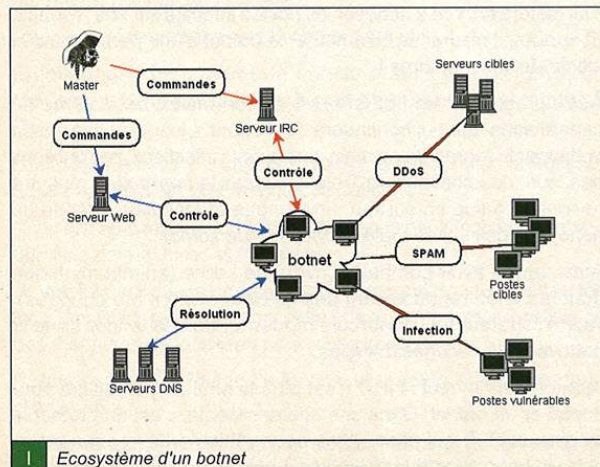 Master
Commandes
Serveurs cibles
Serveur IRC
Commandes
DDoS
Contrôle
Serveur Web
Contrôle
botnet
SPAM
Postes
cibles
Résolution
Infection
Serveurs DNS
Postes vulnérables
I Ecosystème d'un botnet